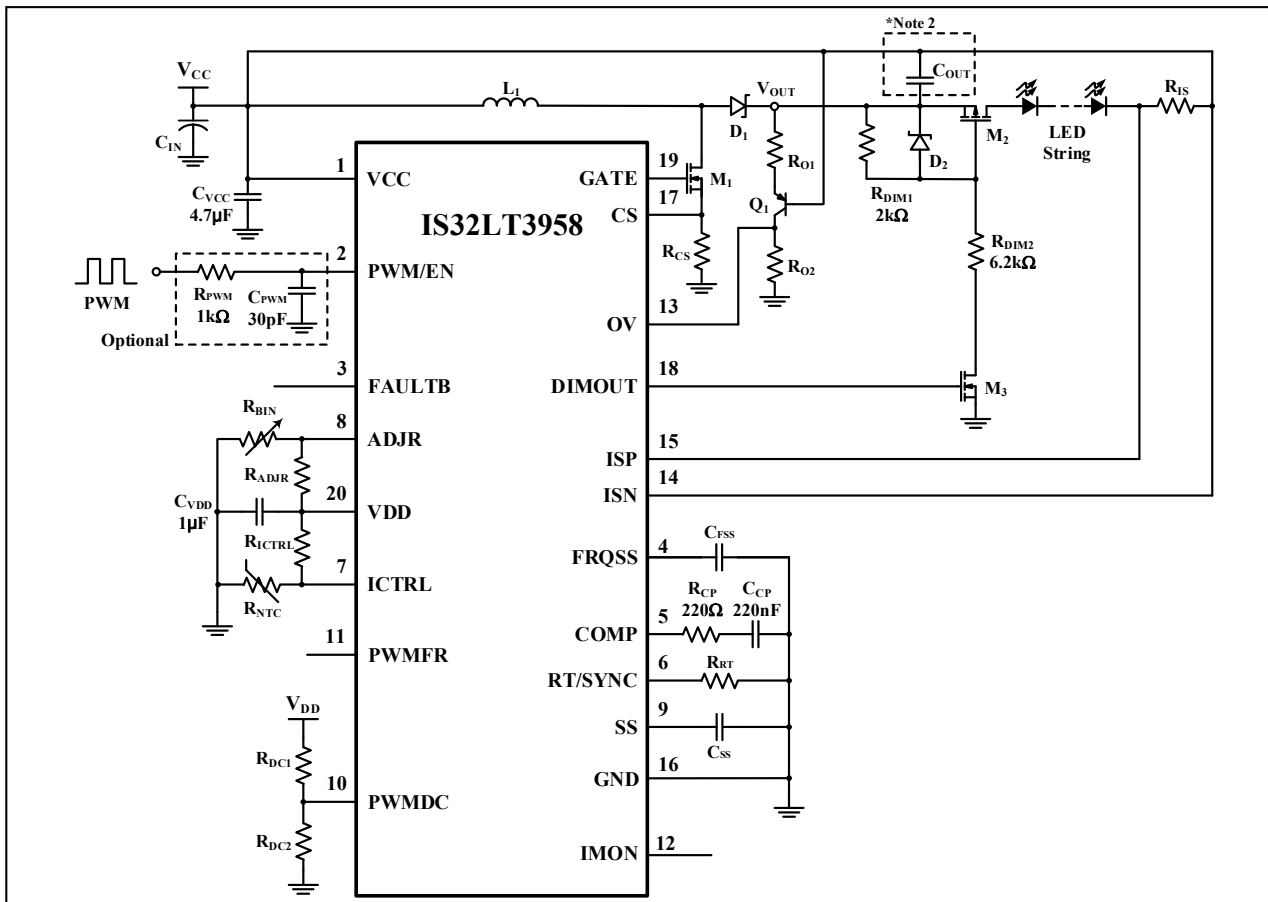 *Note 2
VCC
L1
VOUT
COUT
RIS
CIN
D1
M2
LED
String
D2
RO1
1
VCC
19
GATE
M1
CVCC
4.7µF
17
CS
Q1
RDIM1
2kΩ
IS32LT3958
RCS
RO2
RDIM2
6.2kΩ
2
PWM/EN
PWM
RPWM
1kΩ
CPWM
30pF
Optional
13
OV
3
FAULTB
18
DIMOUT
M3
RBIN
8
ADJR
15
ISP
RADJR
14
ISN
CVDD
1µF
20
VDD
RICTRL
CFSS
4
FRQSS
7
ICTRL
RNTC
RCP
220Ω
CCP
220nF
5
COMP
11
PWMFR
6
RT/SYNC
RRT
VDD
9
SS
CSS
RDC1
16
GND
10
PWMDC
RDC2
12
IMON